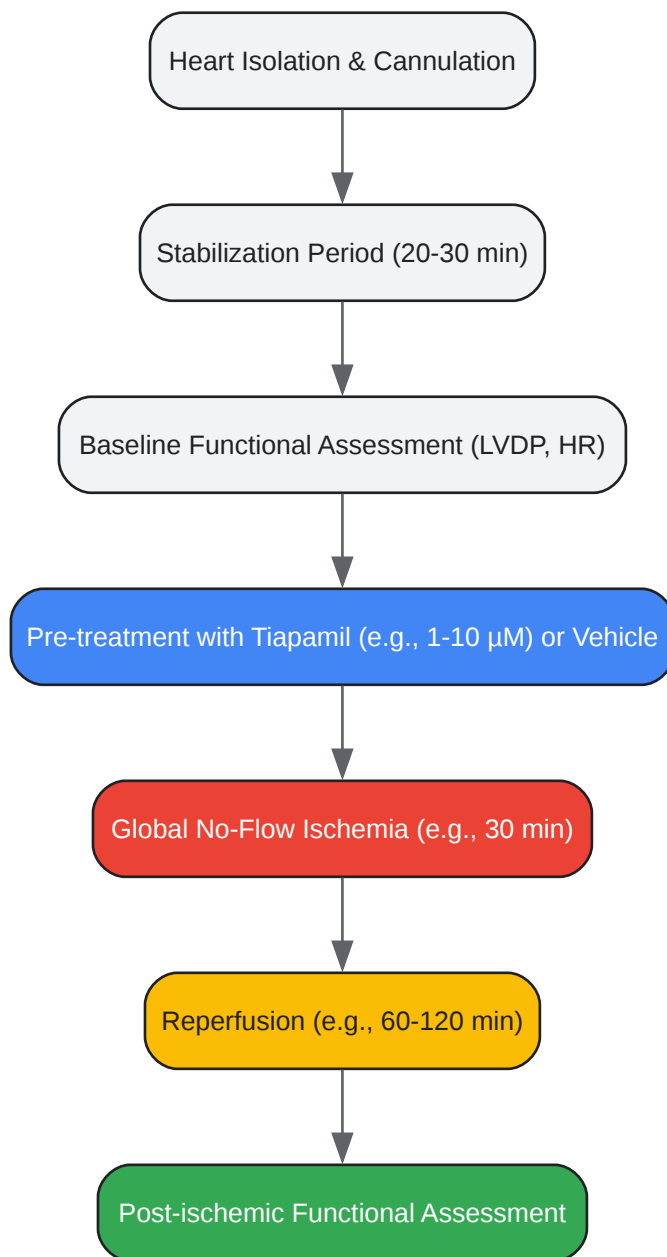 Heart Isolation & Cannulation
Stabilization Period (20-30 min)
Baseline Functional Assessment (LVDP, HR)
Pre-treatment with Tiapamil (e.g., 1-10 µM) or Vehicle
Global No-Flow Ischemia (e.g., 30 min)
Reperfusion (e.g., 60-120 min)
Post-ischemic Functional Assessment